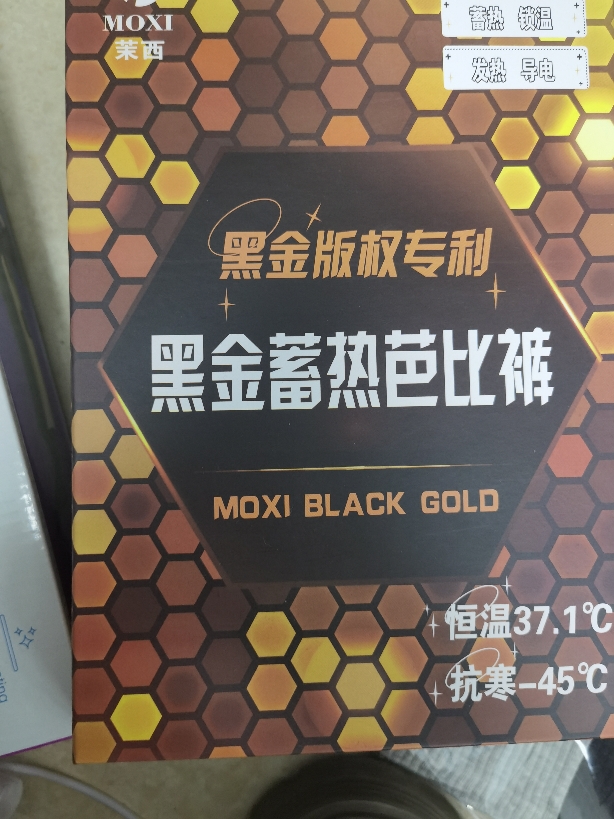 MOXI
茉西
蓄热 锁温
发热 导电
黑金版权专利
黑金蓄热芭比裤
MOXI BLACK GOLD
恒温37.1℃
抗寒-45℃